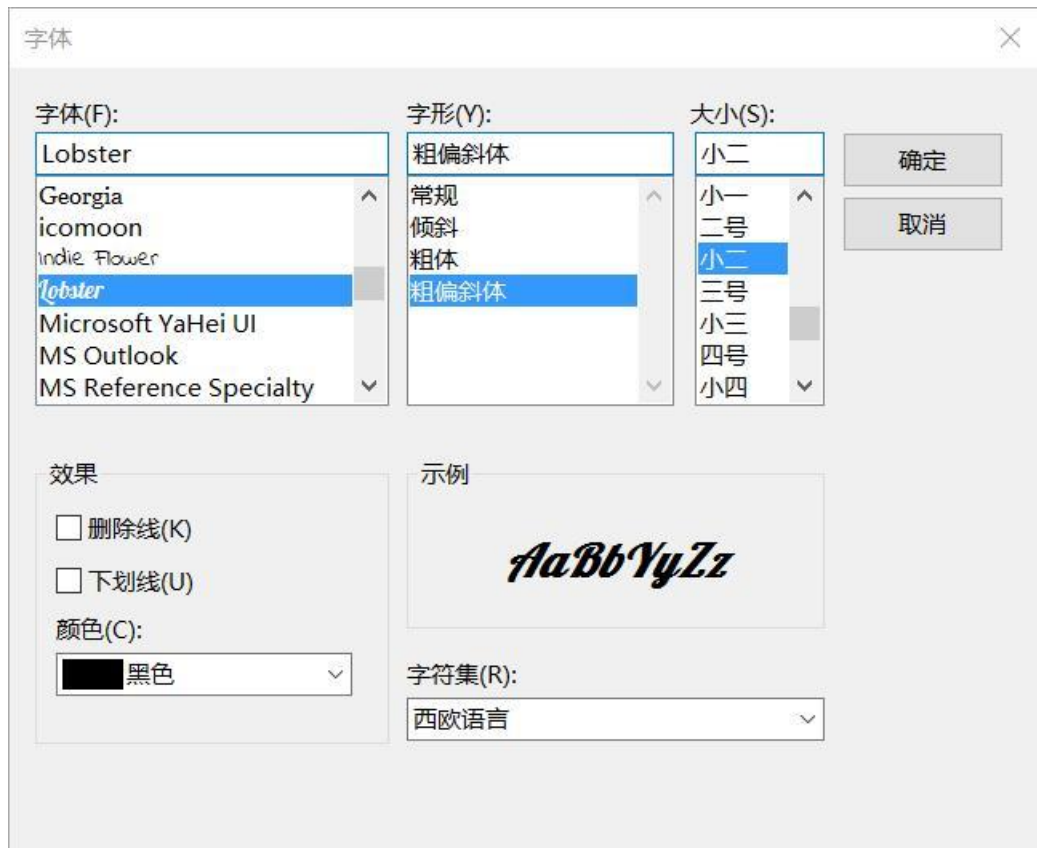 字体
字体(F):
Lobster
Georgia
icomoon
Indie Flower
Lobster
Microsoft YaHei UI
MS Outlook
MS Reference Specialty
字形(Y):
粗偏斜体
常规
倾斜
粗体
粗偏斜体
大小(S):
小二
小一
二号
小二
三号
小三
四号
小四
确定
取消
效果
删除线(K)
下划线(U)
颜色(C):
黑色
示例
AaBbYyZz
字符集(R):
西欧语言